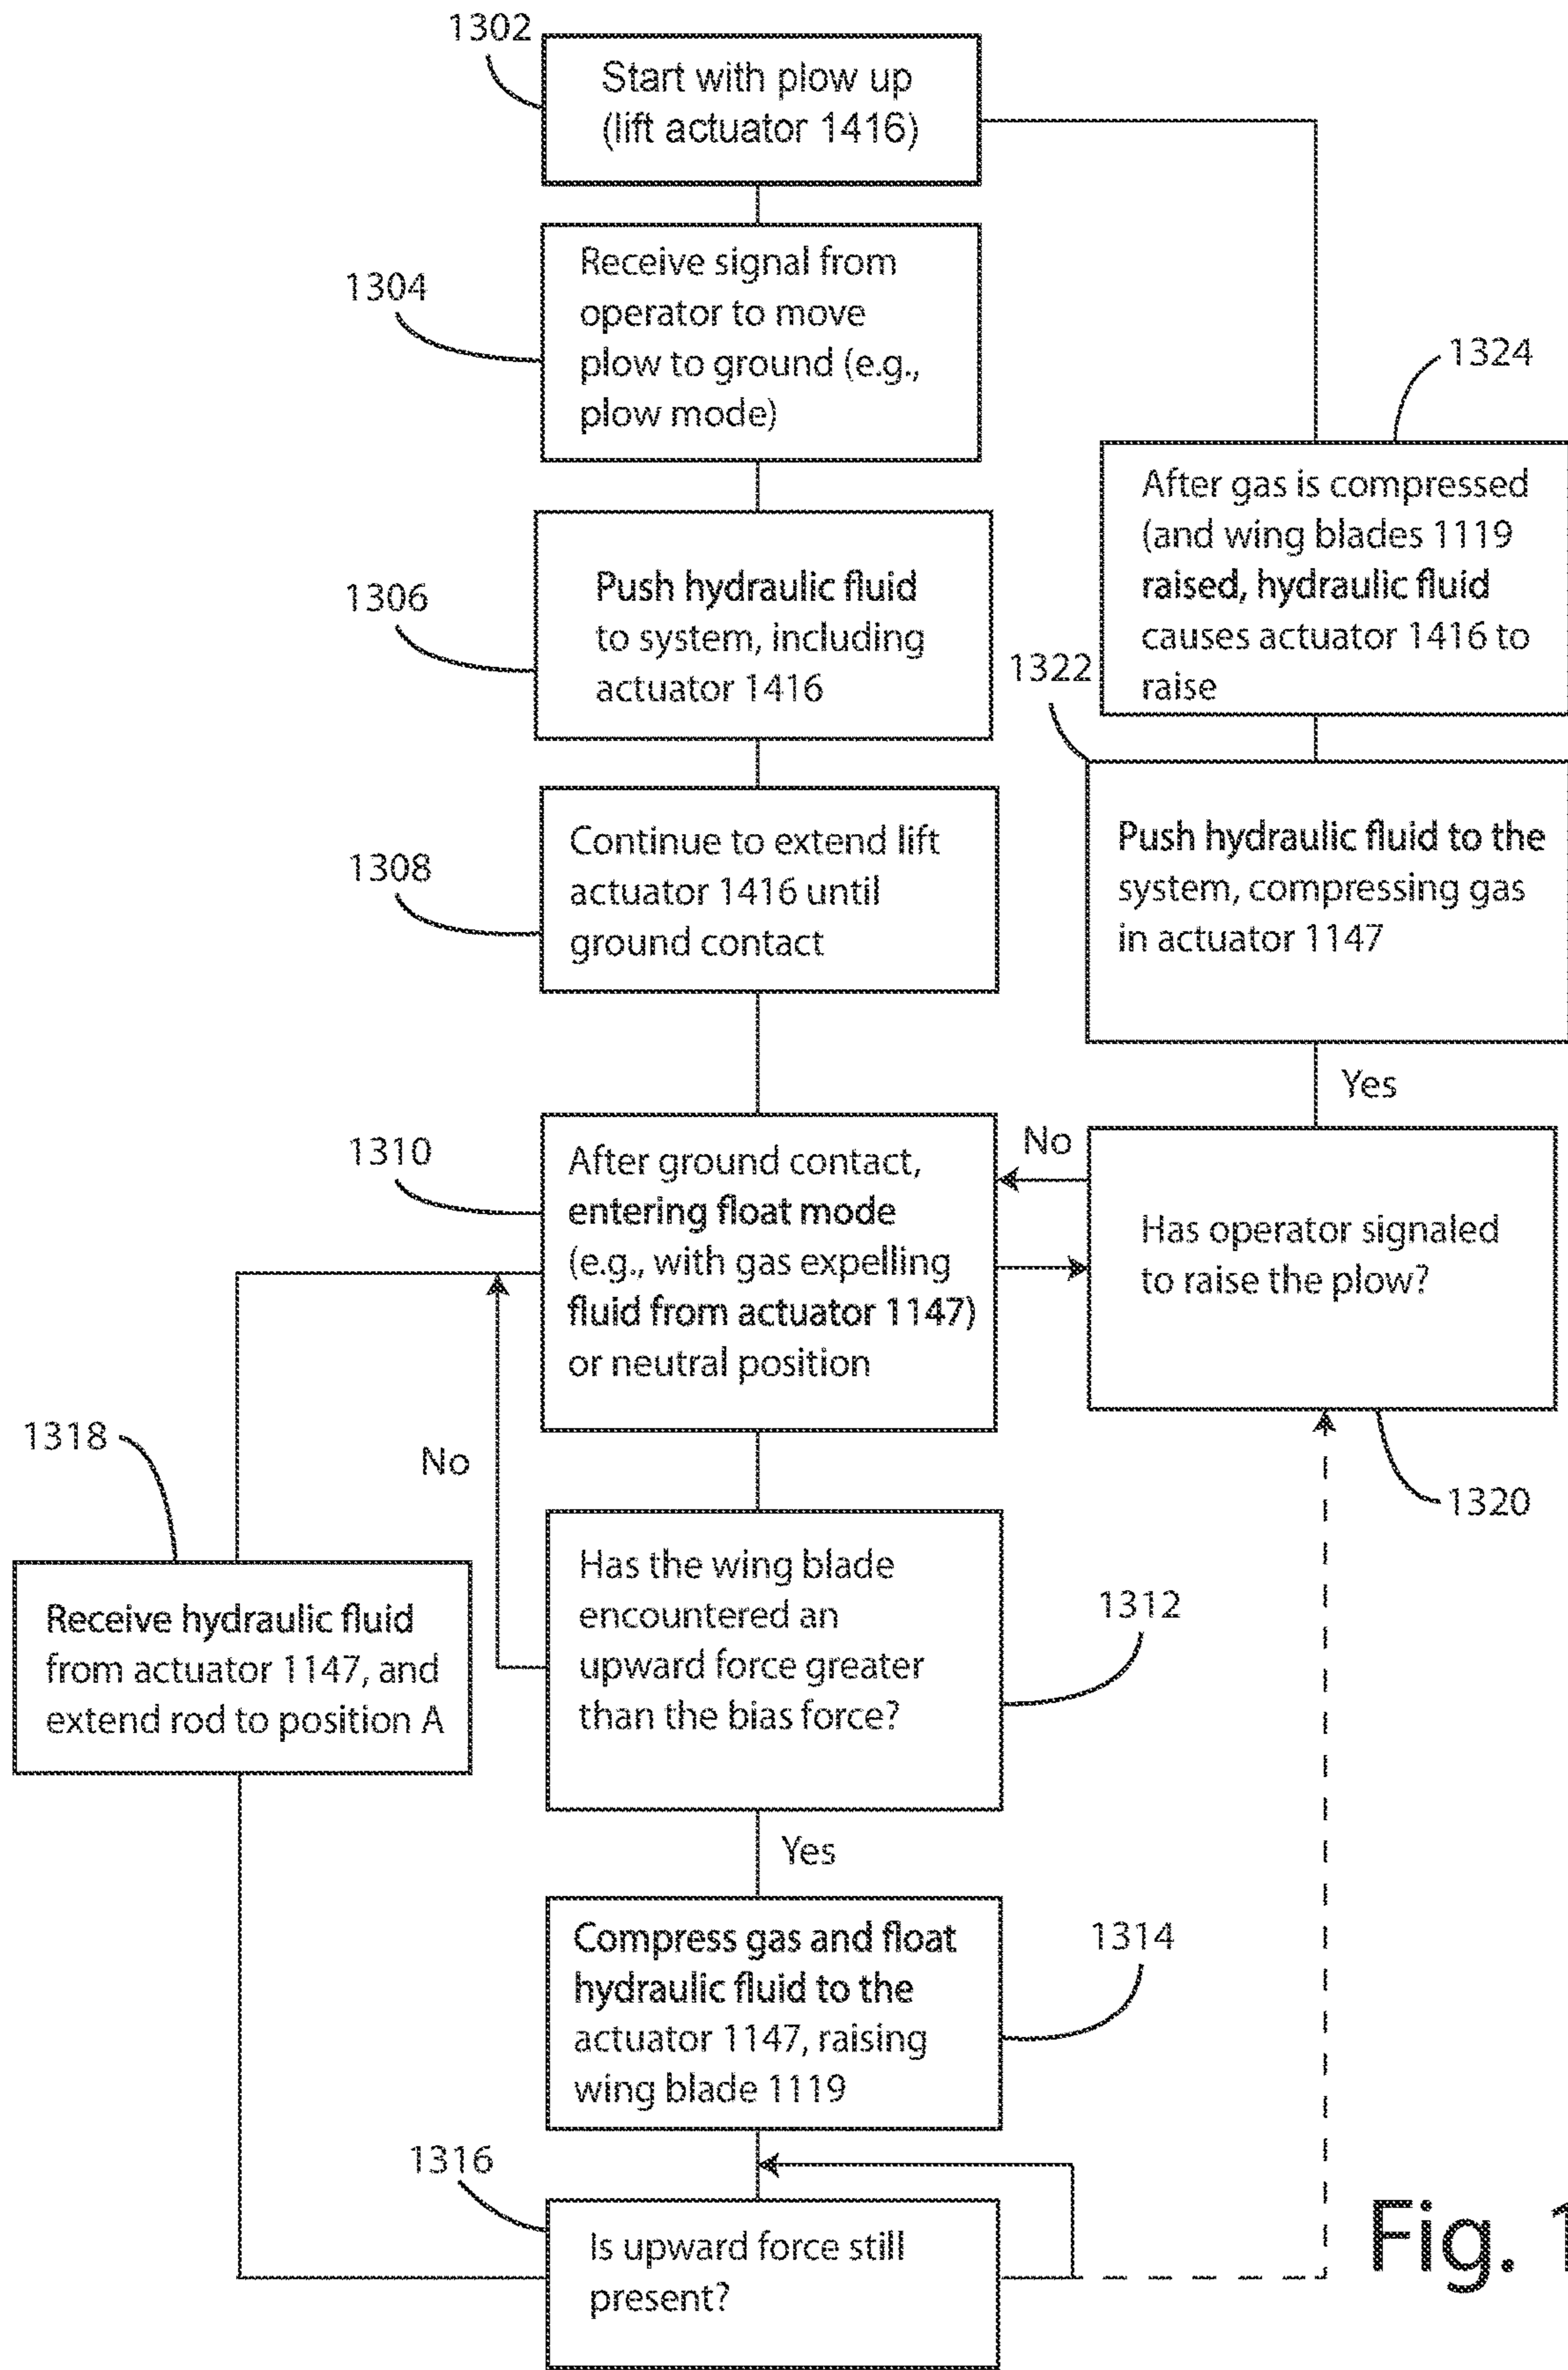 1302
Start with plow up
(lift actuator 1416)
1304
Receive signal from
operator to move
plow to ground (e.g.,
plow mode)
1324
After gas is compressed
(and wing blades 1119
raised, hydraulic fluid
causes actuator 1416 to
raise
1306
Push hydraulic fluid
to system, including
actuator 1416
1322
Push hydraulic fluid to the
system, compressing gas
in actuator 1147
1308
Continue to extend lift
actuator 1416 until
ground contact
Yes
1310
After ground contact,
entering float mode
(e.g., with gas expelling
fluid from actuator 1147)
or neutral position
No
Has operator signaled
to raise the plow?
1320
1318
No
Receive hydraulic fluid
from actuator 1147, and
extend rod to position A
Has the wing blade
encountered an
upward force greater
than the bias force?
1312
Yes
Compress gas and float
hydraulic fluid to the
actuator 1147, raising
wing blade 1119
1314
1316
Is upward force still
present?
Fig. 1